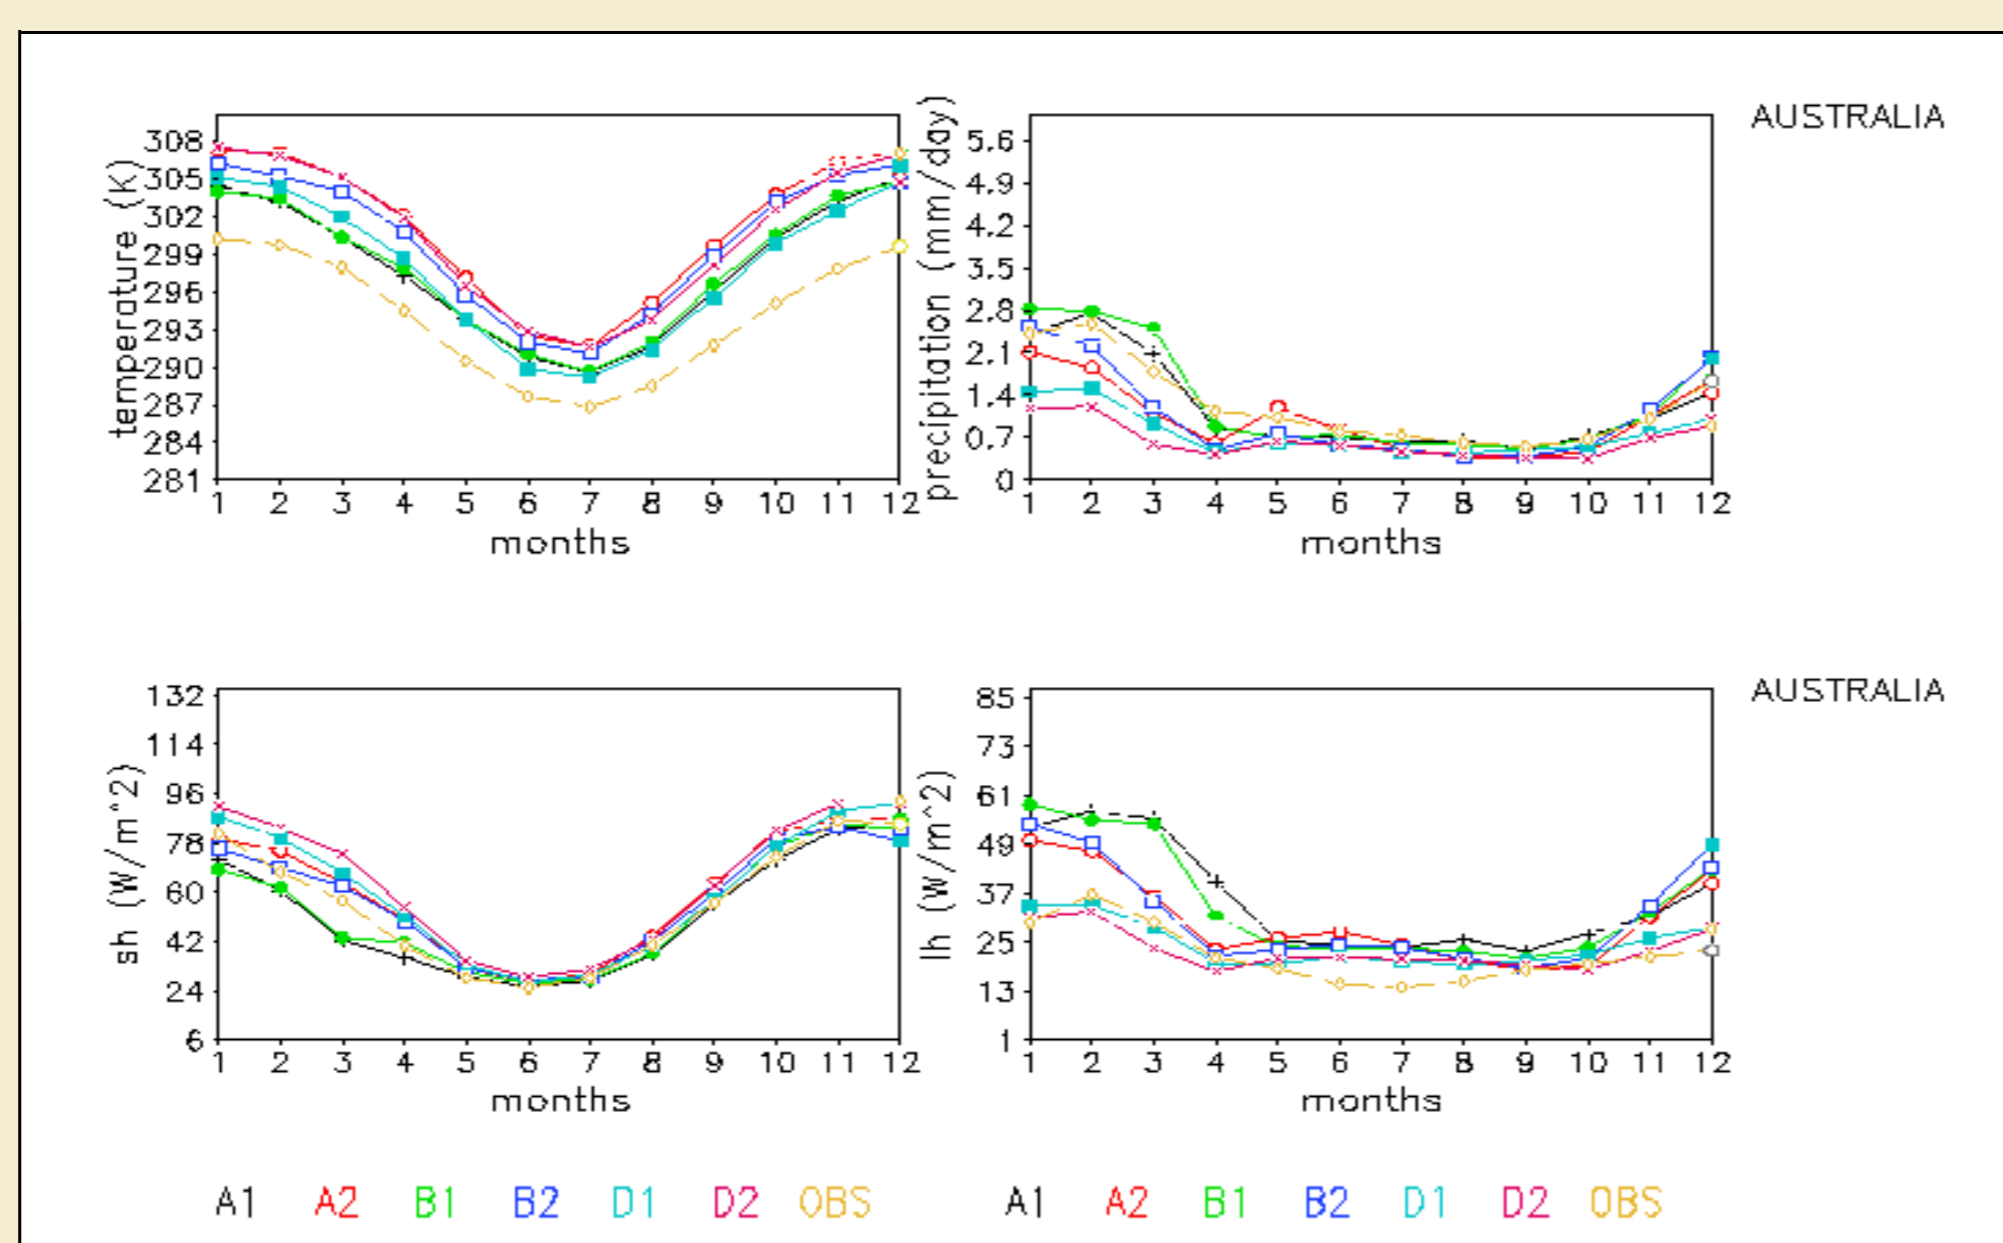 AUSTRALIA
temperature (K)
308
305
302
299
296
293
290
287
284
281
1 2 3 4 5 6 7 8 9 10 11 12
months
precipitation (mm/day)
5.6
4.9
4.2
3.5
2.8
2.1
1.4
0.7
0
1 2 3 4 5 6 7 8 9 10 11 12
months
AUSTRALIA
sh (W/m^2)
132
114
96
78
60
42
24
6
1 2 3 4 5 6 7 8 9 10 11 12
months
lh (W/m^2)
85
73
61
49
37
25
13
1
1 2 3 4 5 6 7 8 9 10 11 12
months
A1 A2 B1 B2 D1 D2 OBS
A1 A2 B1 B2 D1 D2 OBS